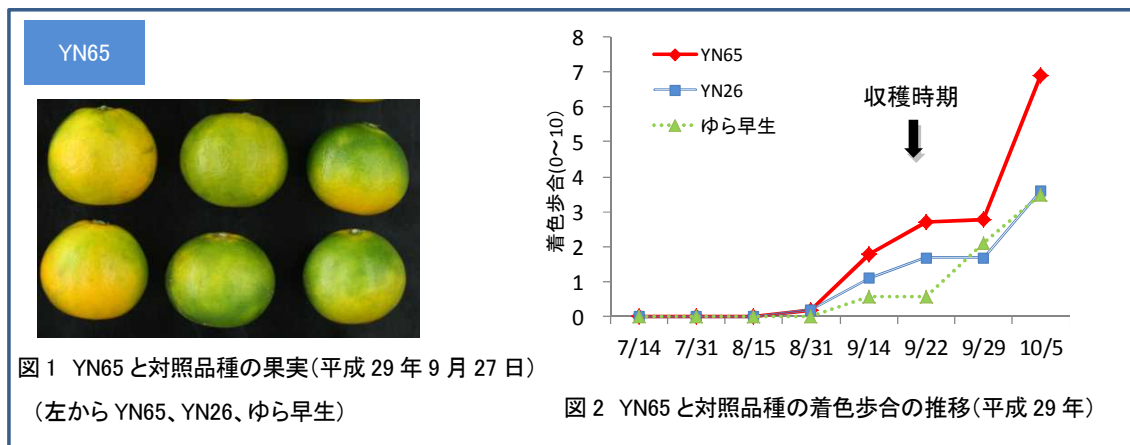 YN65
図1 YN65と対照品種の果実(平成29年9月27日)
(左からYN65、YN26、ゆら早生)
着色歩合(0～10)
8
7
6
5
4
3
2
1
0
YN65
YN26
ゆら早生
収穫時期
7/14 7/31 8/15 8/31 9/14 9/22 9/29 10/5
図2 YN65と対照品種の着色歩合の推移(平成29年)